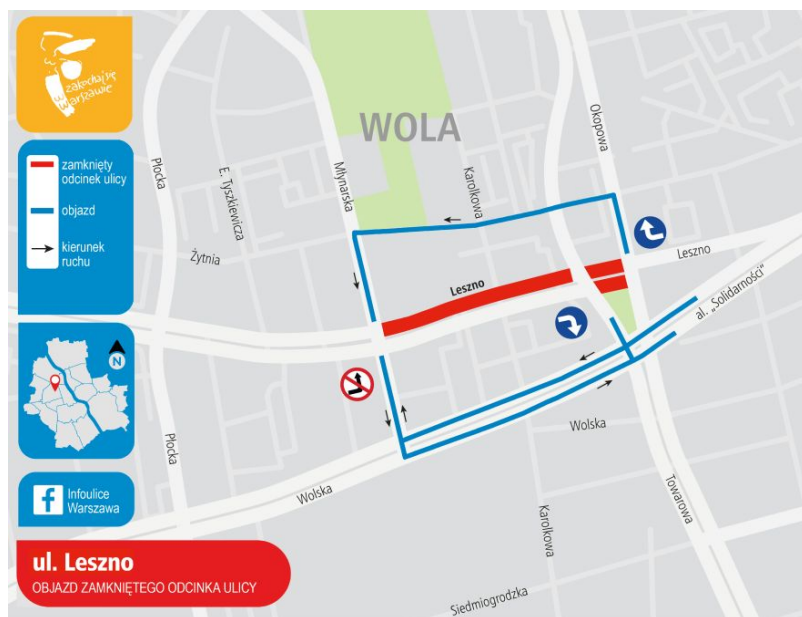 zakochaj się
w warszawie
zamknięty
odcinek ulicy
objazd
kierunek
ruchu
N
Infoulice
Warszawa
ul. Leszno
OBJAZD ZAMKNIĘTEGO ODCINKA ULICY
WOLA
Płocka
E. Tyszkiewicza
Młynarska
Karolkowa
Okopowa
Żytnia
Leszno
Leszno
al. „Solidarności”
Płocka
Wolska
Wolska
Karolkowa
Towarowa
Siedmiogrodzka